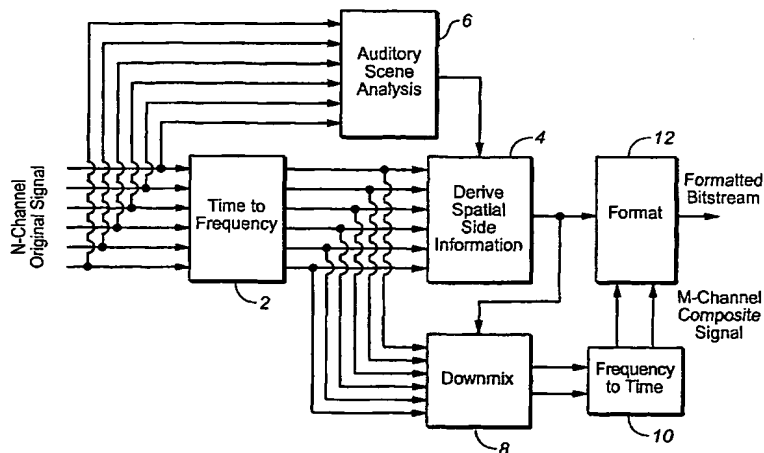 6
Auditory
Scene
Analysis
4
12
N-Channel
Original Signal
Time to
Frequency
2
Derive
Spatial
Side
Information
Format
Formatted
Bitstream
M-Channel
Composite
Signal
Downmix
8
Frequency
to Time
10